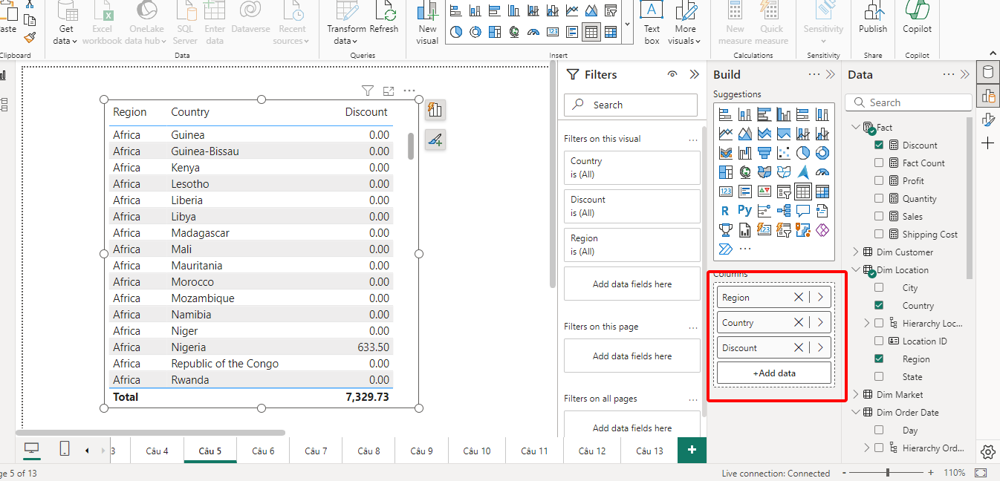 aste
Get
data
Excel
workbook
OneLake
data hub
SQL
Server
Enter
data
Dataverse
Recent
sources
Transform
data
Refresh
New
visual
Text
box
More
visuals
New
measure
Quick
measure
Sensitivity
Publish
Copilot
Clipboard
Data
Queries
Insert
Calculations
Sensitivity
Share
Copilot
Region Country Discount
Africa Guinea 0.00
Africa Guinea-Bissau 0.00
Africa Kenya 0.00
Africa Lesotho 0.00
Africa Liberia 0.00
Africa Libya 0.00
Africa Madagascar 0.00
Africa Mali 0.00
Africa Mauritania 0.00
Africa Morocco 0.00
Africa Mozambique 0.00
Africa Namibia 0.00
Africa Niger 0.00
Africa Nigeria 633.50
Africa Republic of the Congo 0.00
Africa Rwanda 0.00
Total 7,329.73
Filters
Search
Filters on this visual
Country
is (All)
Discount
is (All)
Region
is (All)
Add data fields here
Filters on this page
Add data fields here
Filters on all pages
Add data fields here
Build
Suggestions
123
R Py
123
Columns
Region
Country
Discount
+Add data
Data
Search
Fact
Discount
Fact Count
Profit
Quantity
Sales
Shipping Cost
Dim Customer
Dim Location
City
Country
Hierarchy Loc...
Location ID
Region
State
Dim Market
Dim Order Date
Day
Hierarchy Ord...
3 Câu 4 Câu 5 Câu 6 Câu 7 Câu 8 Câu 9 Câu 10 Câu 11 Câu 12 Câu 13 +
ge 5 of 13
Live connection: Connected
- + 110%